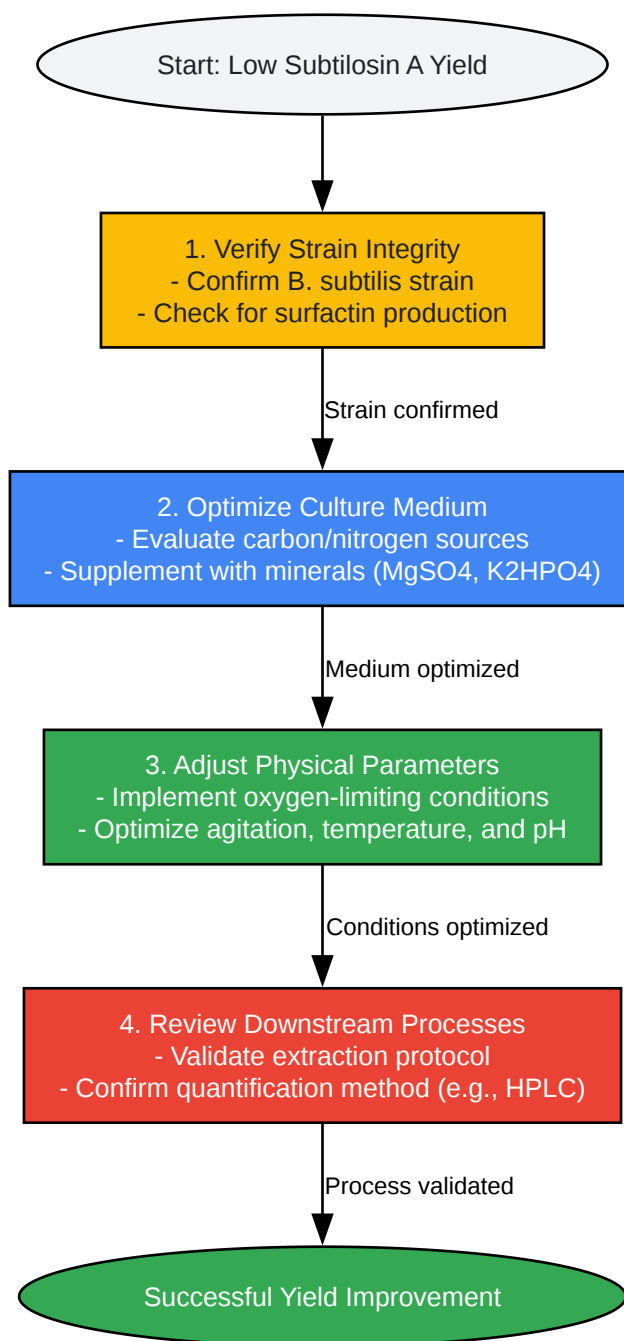 Start: Low Subtilosin A Yield
1. Verify Strain Integrity
- Confirm B. subtilis strain
- Check for surfactin production
Strain confirmed
2. Optimize Culture Medium
- Evaluate carbon/nitrogen sources
- Supplement with minerals (MgSO4, K2HPO4)
Medium optimized
3. Adjust Physical Parameters
- Implement oxygen-limiting conditions
- Optimize agitation, temperature, and pH
Conditions optimized
4. Review Downstream Processes
- Validate extraction protocol
- Confirm quantification method (e.g., HPLC)
Process validated
Successful Yield Improvement